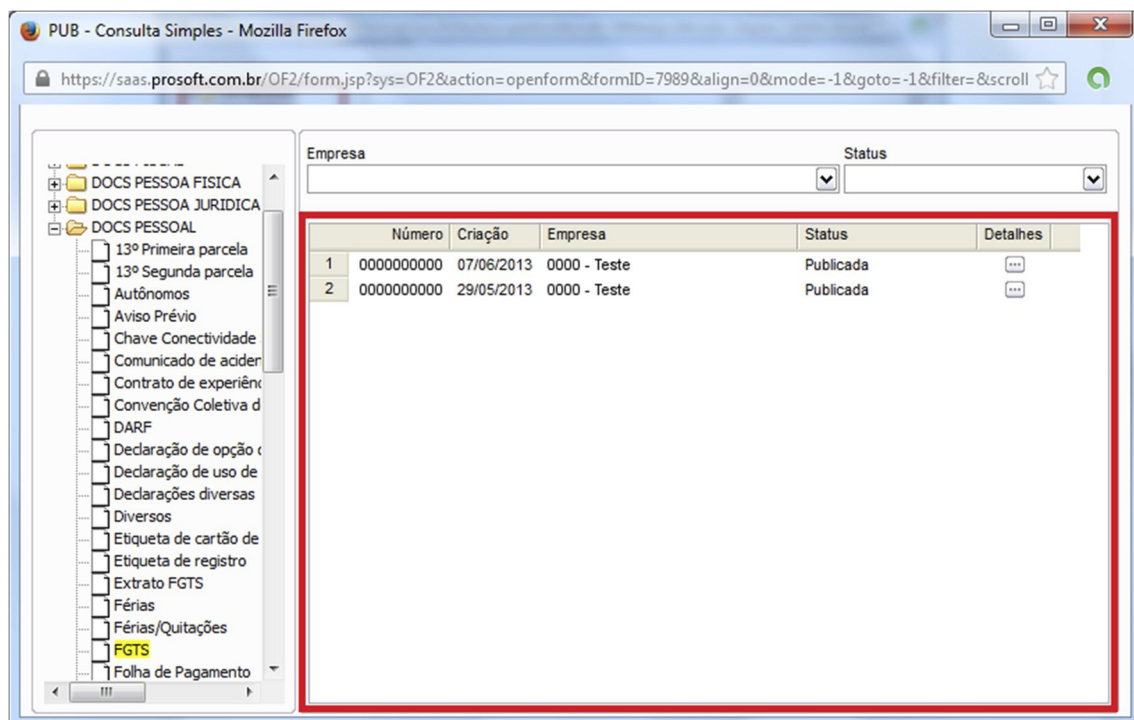 PUB - Consulta Simples - Mozilla Firefox
https://saas.prosoft.com.br/OF2/form.jsp?sys=OF2&action=openform&formID=7989&align=0&mode=-1&goto=-1&filter=&scroll
DOCS PESSOA FISICA
DOCS PESSOA JURIDICA
DOCS PESSOAL
13º Primeira parcela
13º Segunda parcela
Autônomos
Aviso Prévio
Chave Conectividade
Comunicado de aciden
Contrato de experiênc
Convenção Coletiva d
DARF
Declaração de opção
Declaração de uso de
Declarações diversas
Diversos
Etiqueta de cartão de
Etiqueta de registro
Extrato FGTS
Férias
Férias/Quitações
FGTS
Folha de Pagamento
Empresa Status
Número Criação Empresa Status Detalhes
1 0000000000 07/06/2013 0000 - Teste Publicada
2 0000000000 29/05/2013 0000 - Teste Publicada